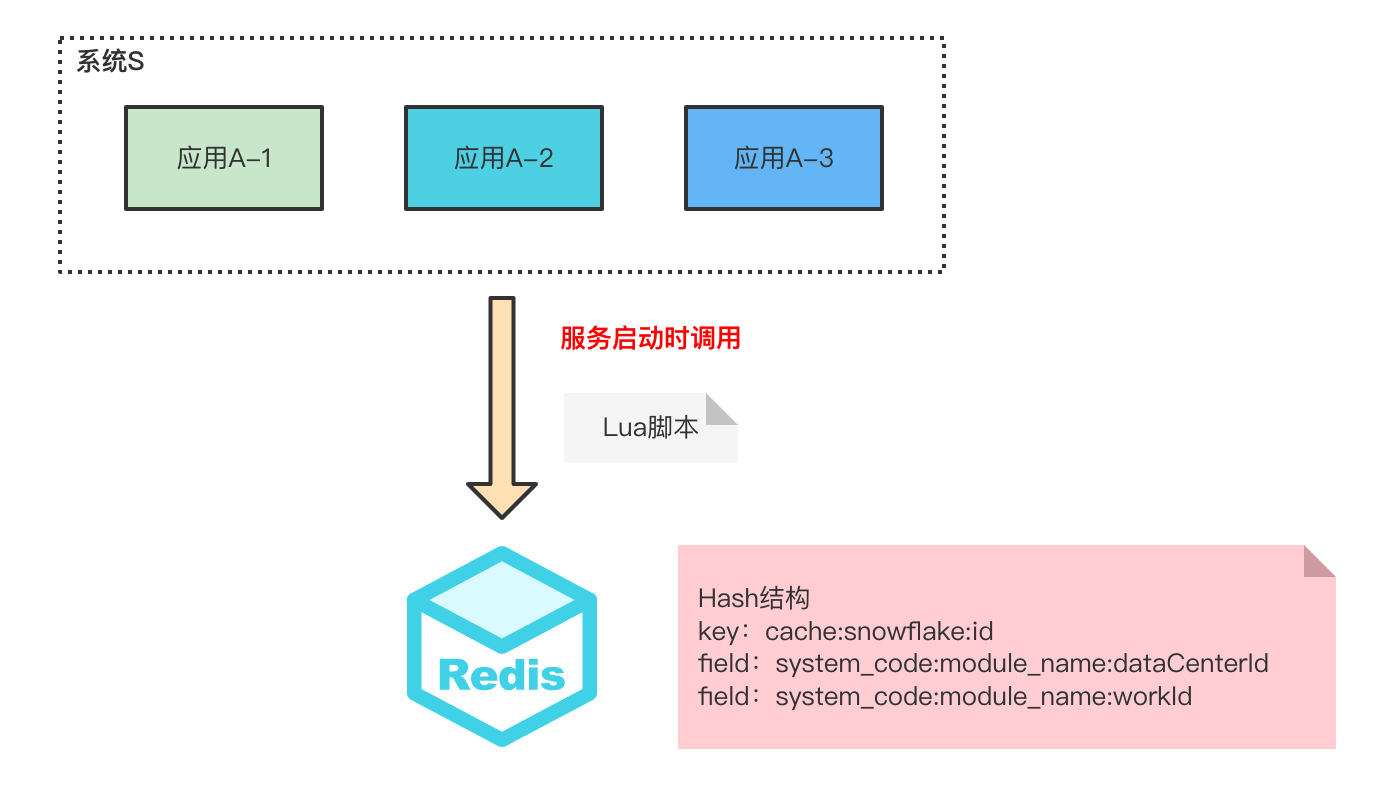 系统S
应用A-1
应用A-2
应用A-3
服务启动时调用
Lua脚本
Redis
Hash结构
key：cache:snowflake:id
field：system_code:module_name:dataCenterId
field：system_code:module_name:workId